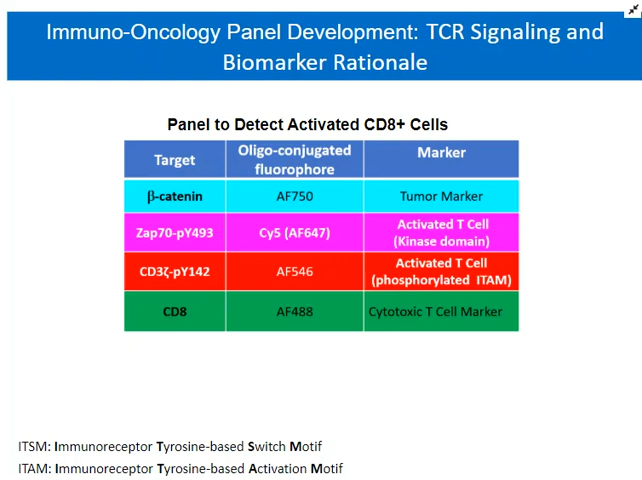 Immuno-Oncology Panel Development: TCR Signaling and
Biomarker Rationale
Panel to Detect Activated CD8+ Cells
Target
Oligo-conjugated
fluorophore
Marker
β-catenin
AF750
Tumor Marker
Zap70-pY493
Cy5 (AF647)
Activated T Cell
(Kinase domain)
CD3ζ-pY142
AF546
Activated T Cell
(phosphorylated ITAM)
CD8
AF488
Cytotoxic T Cell Marker
ITSM: Immunoreceptor Tyrosine-based Switch Motif
ITAM: Immunoreceptor Tyrosine-based Activation Motif